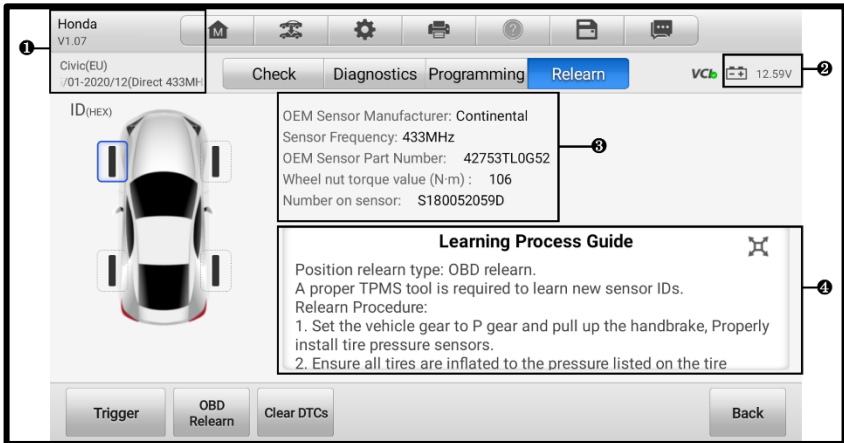 Honda
V1.07
M
?
Civic(EU)
/01-2020/12(Direct 433MH
Check
Diagnostics
Programming
Relearn
VCI
12.59V
❶
❷
ID(HEX)
OEM Sensor Manufacturer: Continental
Sensor Frequency: 433MHz
OEM Sensor Part Number: 42753TL0G52
Wheel nut torque value (N·m) : 106
Number on sensor: S180052059D
❸
Learning Process Guide
Position relearn type: OBD relearn.
A proper TPMS tool is required to learn new sensor IDs.
Relearn Procedure:
1. Set the vehicle gear to P gear and pull up the handbrake, Properly
install tire pressure sensors.
2. Ensure all tires are inflated to the pressure listed on the tire
❹
Trigger
OBD
Relearn
Clear DTCs
Back